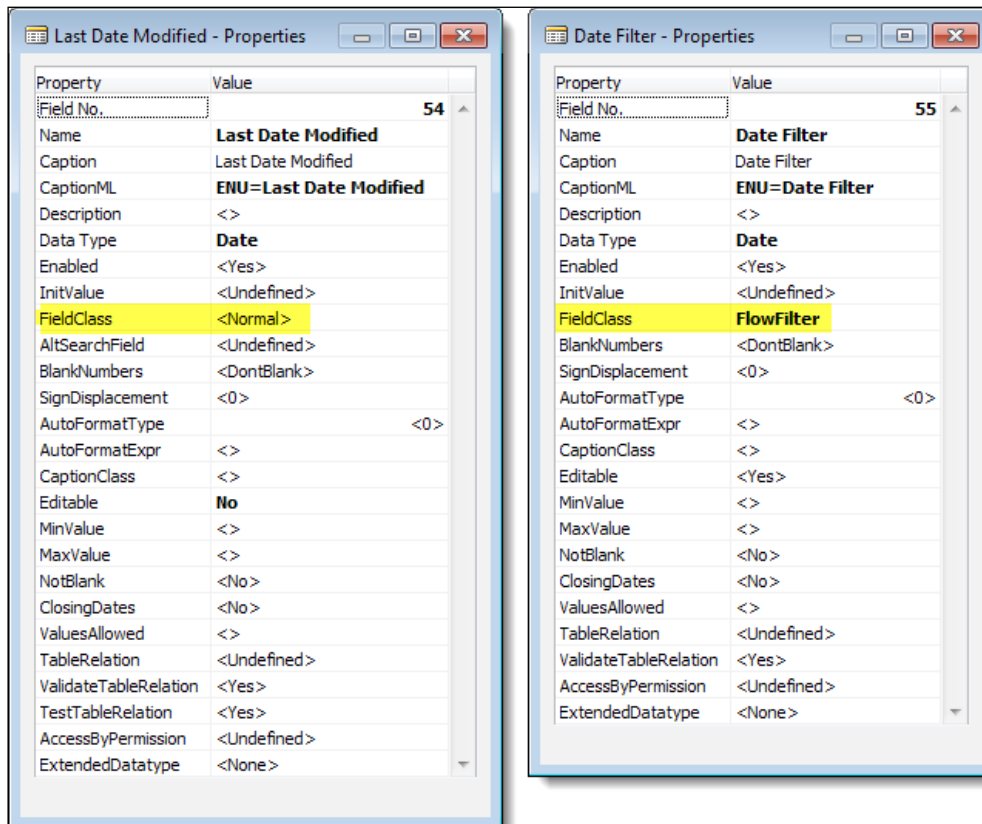 Last Date Modified - Properties
Property Value
Field No. 54
Name Last Date Modified
Caption Last Date Modified
CaptionML ENU=Last Date Modified
Description <>
Data Type Date
Enabled <Yes>
InitValue <Undefined>
FieldClass <Normal>
AltSearchField <Undefined>
BlankNumbers <DontBlank>
SignDisplacement <0>
AutoFormatType <0>
AutoFormatExpr <>
CaptionClass <>
Editable No
MinValue <>
MaxValue <>
NotBlank <No>
ClosingDates <No>
ValuesAllowed <>
TableRelation <Undefined>
ValidateTableRelation <Yes>
TestTableRelation <Yes>
AccessByPermission <Undefined>
ExtendedDatatype <None>
Date Filter - Properties
Property Value
Field No. 55
Name Date Filter
Caption Date Filter
CaptionML ENU=Date Filter
Description <>
Data Type Date
Enabled <Yes>
InitValue <Undefined>
FieldClass FlowFilter
BlankNumbers <DontBlank>
SignDisplacement <0>
AutoFormatType <0>
AutoFormatExpr <>
CaptionClass <>
Editable <Yes>
MinValue <>
MaxValue <>
NotBlank <No>
ClosingDates <No>
ValuesAllowed <>
TableRelation <Undefined>
ValidateTableRelation <Yes>
AccessByPermission <Undefined>
ExtendedDatatype <None>